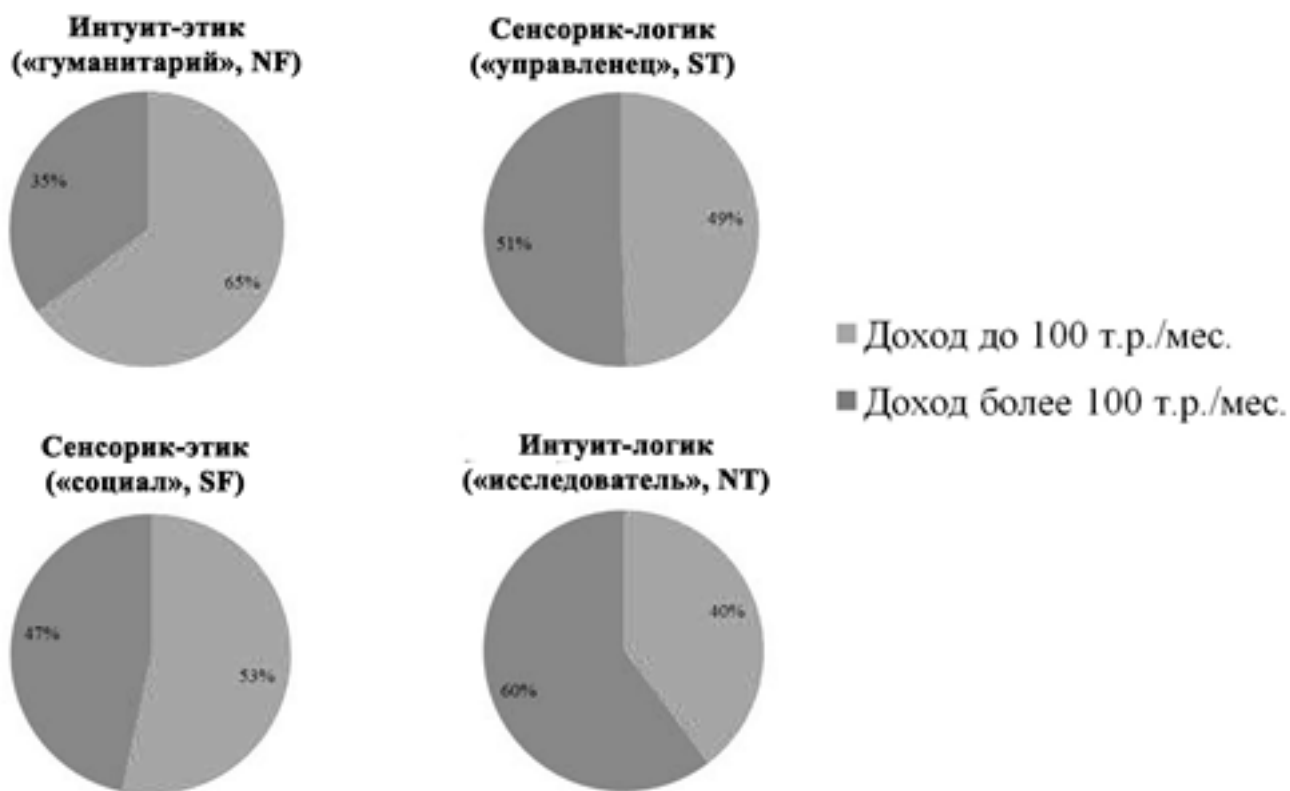 Интуит-этик
(«гуманитарий», NF)
35%
65%
Сенсорик-логик
(«управленец», ST)
51%
49%
Доход до 100 т.р./мес.
Доход более 100 т.р./мес.
Сенсорик-этик
(«социал», SF)
47%
53%
Интуит-логик
(«исследователь», NT)
40%
60%